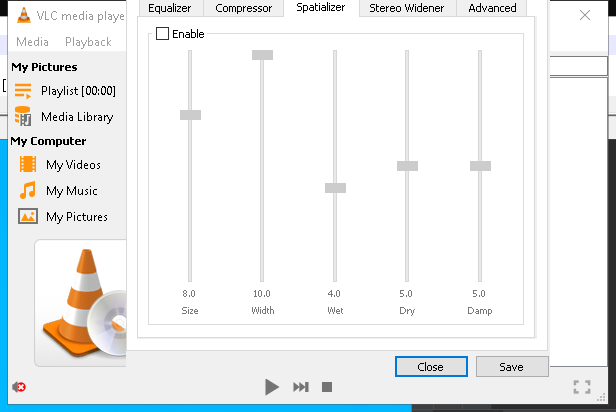 VLC media playe
Equalizer Compressor Spatializer Stereo Widener Advanced
Media Playback
Enable
My Pictures
Playlist [00:00]
Media Library
My Computer
My Videos
My Music
My Pictures
8.0 10.0 4.0 5.0 5.0
Size Width Wet Dry Damp
Close Save